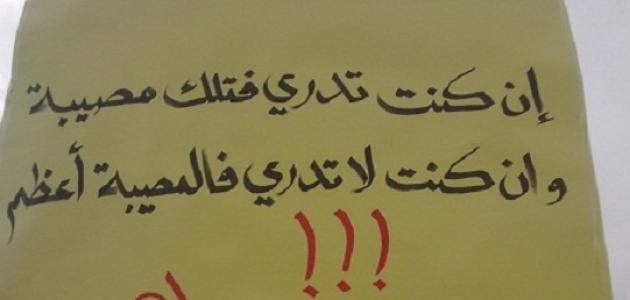 إن كنت تدري فتلك مصيبة
وان كنت لا تدري فالمصيبة أعظم
!!!